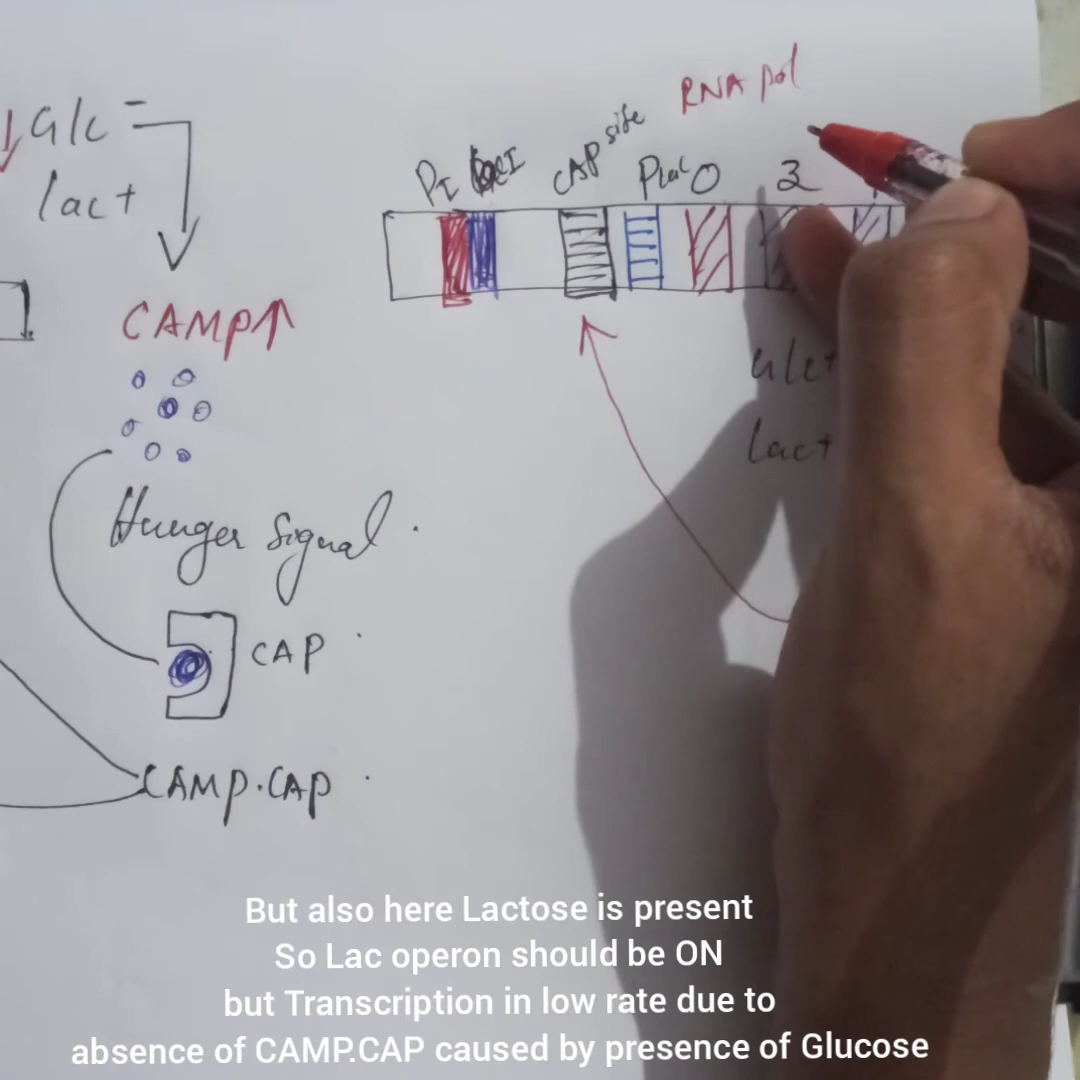 ↓Glc -
lact +
CAMP↑
Hunger Signal.
CAP
CAMP.CAP
RNA pol
PI I CAP site Plac O Z
Glc+
lact
But also here Lactose is present
So Lac operon should be ON
but Transcription in low rate due to
absence of CAMP.CAP caused by presence of Glucose